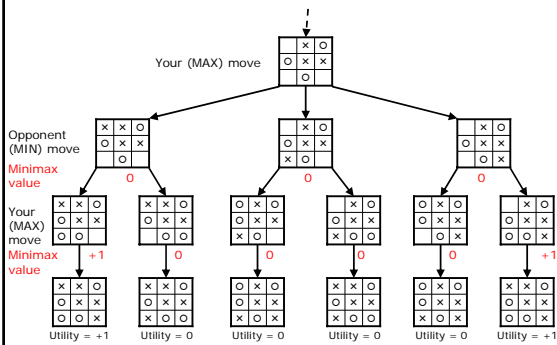 × O
Your (MAX) move
O × ×
O
× × O
× O
× O
Opponent
(MIN) move
O × ×
O × ×
O × ×
O
× O
O ×
Minimax
value
0
0
0
× × O
× × O
O × O
× O
O × O
× O
Your
(MAX)
move
O × ×
O × ×
O × ×
O × ×
O × ×
O × ×
O O
O O
× O
× O O
O ×
O O ×
Minimax
value
+1
0
0
0
0
+1
× × O
× × O
O × O
× × O
O × O
× × O
O × ×
O × ×
O × ×
O × ×
O × ×
O × ×
O O ×
× O O
× O ×
× O O
× O ×
O O ×
Utility = +1
Utility = 0
Utility = 0
Utility = 0
Utility = 0
Utility = +1